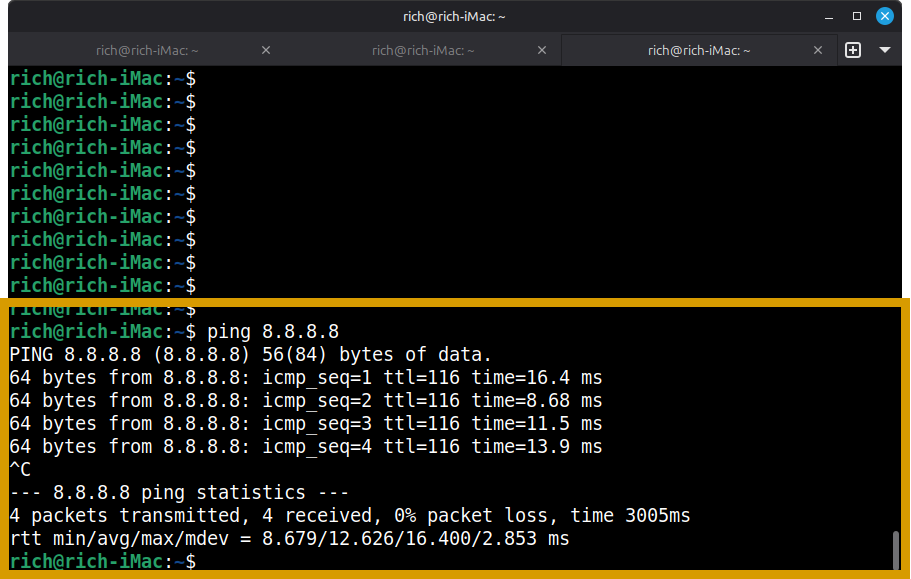 rich@rich-iMac: ~
rich@rich-iMac: ~ × rich@rich-iMac: ~ × rich@rich-iMac: ~ ×
rich@rich-iMac:~$
rich@rich-iMac:~$
rich@rich-iMac:~$
rich@rich-iMac:~$
rich@rich-iMac:~$
rich@rich-iMac:~$
rich@rich-iMac:~$
rich@rich-iMac:~$
rich@rich-iMac:~$
rich@rich-iMac:~$
rich@rich-iMac:~$
rich@rich-iMac:~$ ping 8.8.8.8
PING 8.8.8.8 (8.8.8.8) 56(84) bytes of data.
64 bytes from 8.8.8.8: icmp_seq=1 ttl=116 time=16.4 ms
64 bytes from 8.8.8.8: icmp_seq=2 ttl=116 time=8.68 ms
64 bytes from 8.8.8.8: icmp_seq=3 ttl=116 time=11.5 ms
64 bytes from 8.8.8.8: icmp_seq=4 ttl=116 time=13.9 ms
^C
--- 8.8.8.8 ping statistics ---
4 packets transmitted, 4 received, 0% packet loss, time 3005ms
rtt min/avg/max/mdev = 8.679/12.626/16.400/2.853 ms
rich@rich-iMac:~$